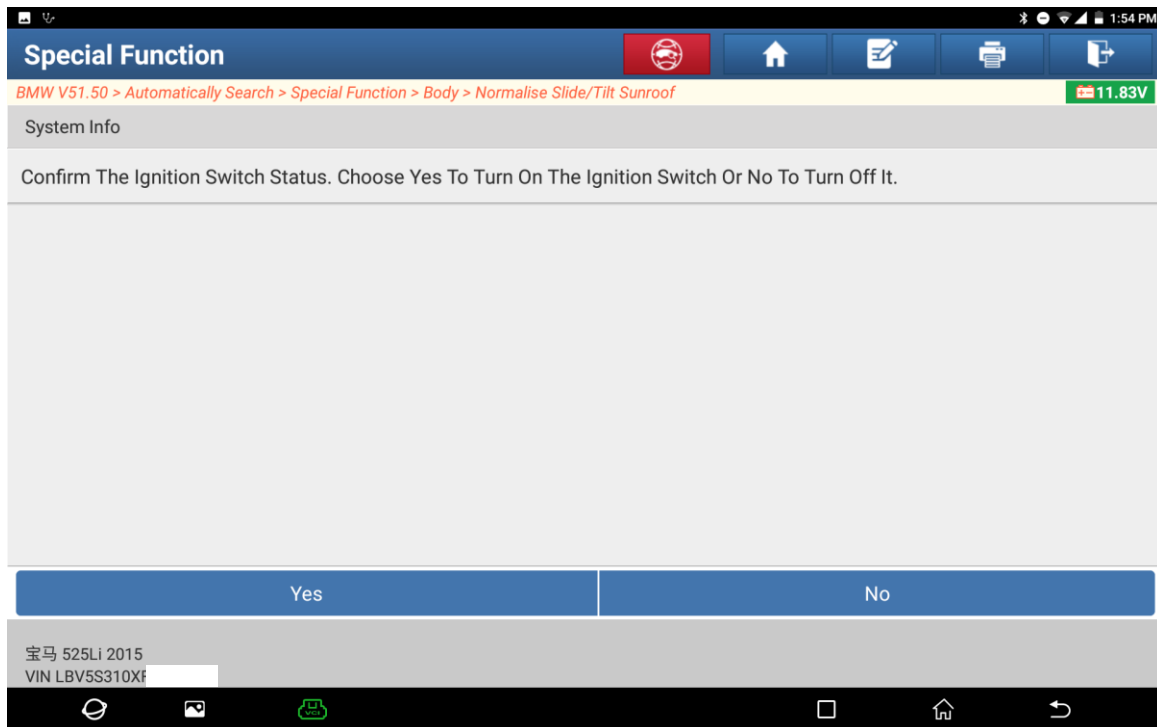 1:54 PM
Special Function
BMW V51.50 > Automatically Search > Special Function > Body > Normalise Slide/Tilt Sunroof
11.83V
System Info
Confirm The Ignition Switch Status. Choose Yes To Turn On The Ignition Switch Or No To Turn Off It.
Yes
No
宝马 525Li 2015
VIN LBV5S310XF
VCI